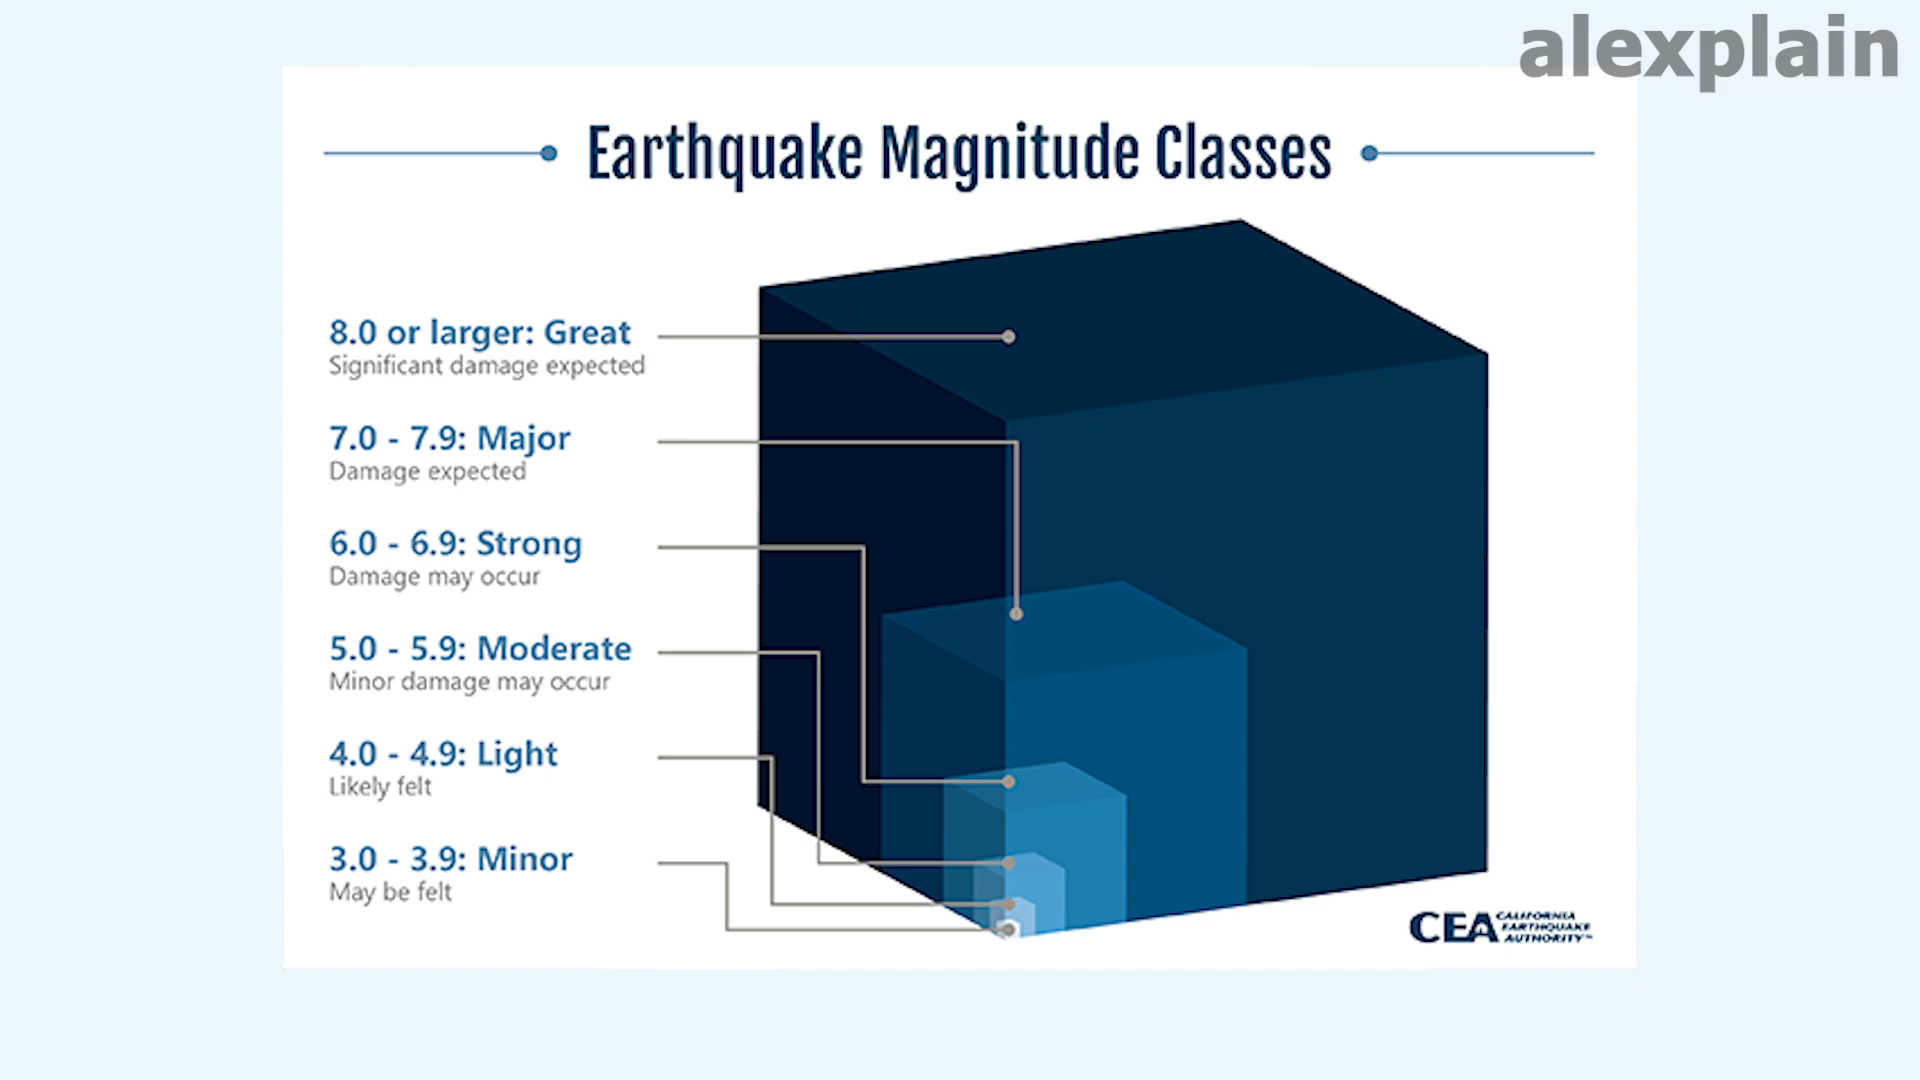 alexplain
Earthquake Magnitude Classes
8.0 or larger: Great
Significant damage expected
7.0 - 7.9: Major
Damage expected
6.0 - 6.9: Strong
Damage may occur
5.0 - 5.9: Moderate
Minor damage may occur
4.0 - 4.9: Light
Likely felt
3.0 - 3.9: Minor
May be felt
CEA
CALIFORNIA
EARTHQUAKE
AUTHORITY™